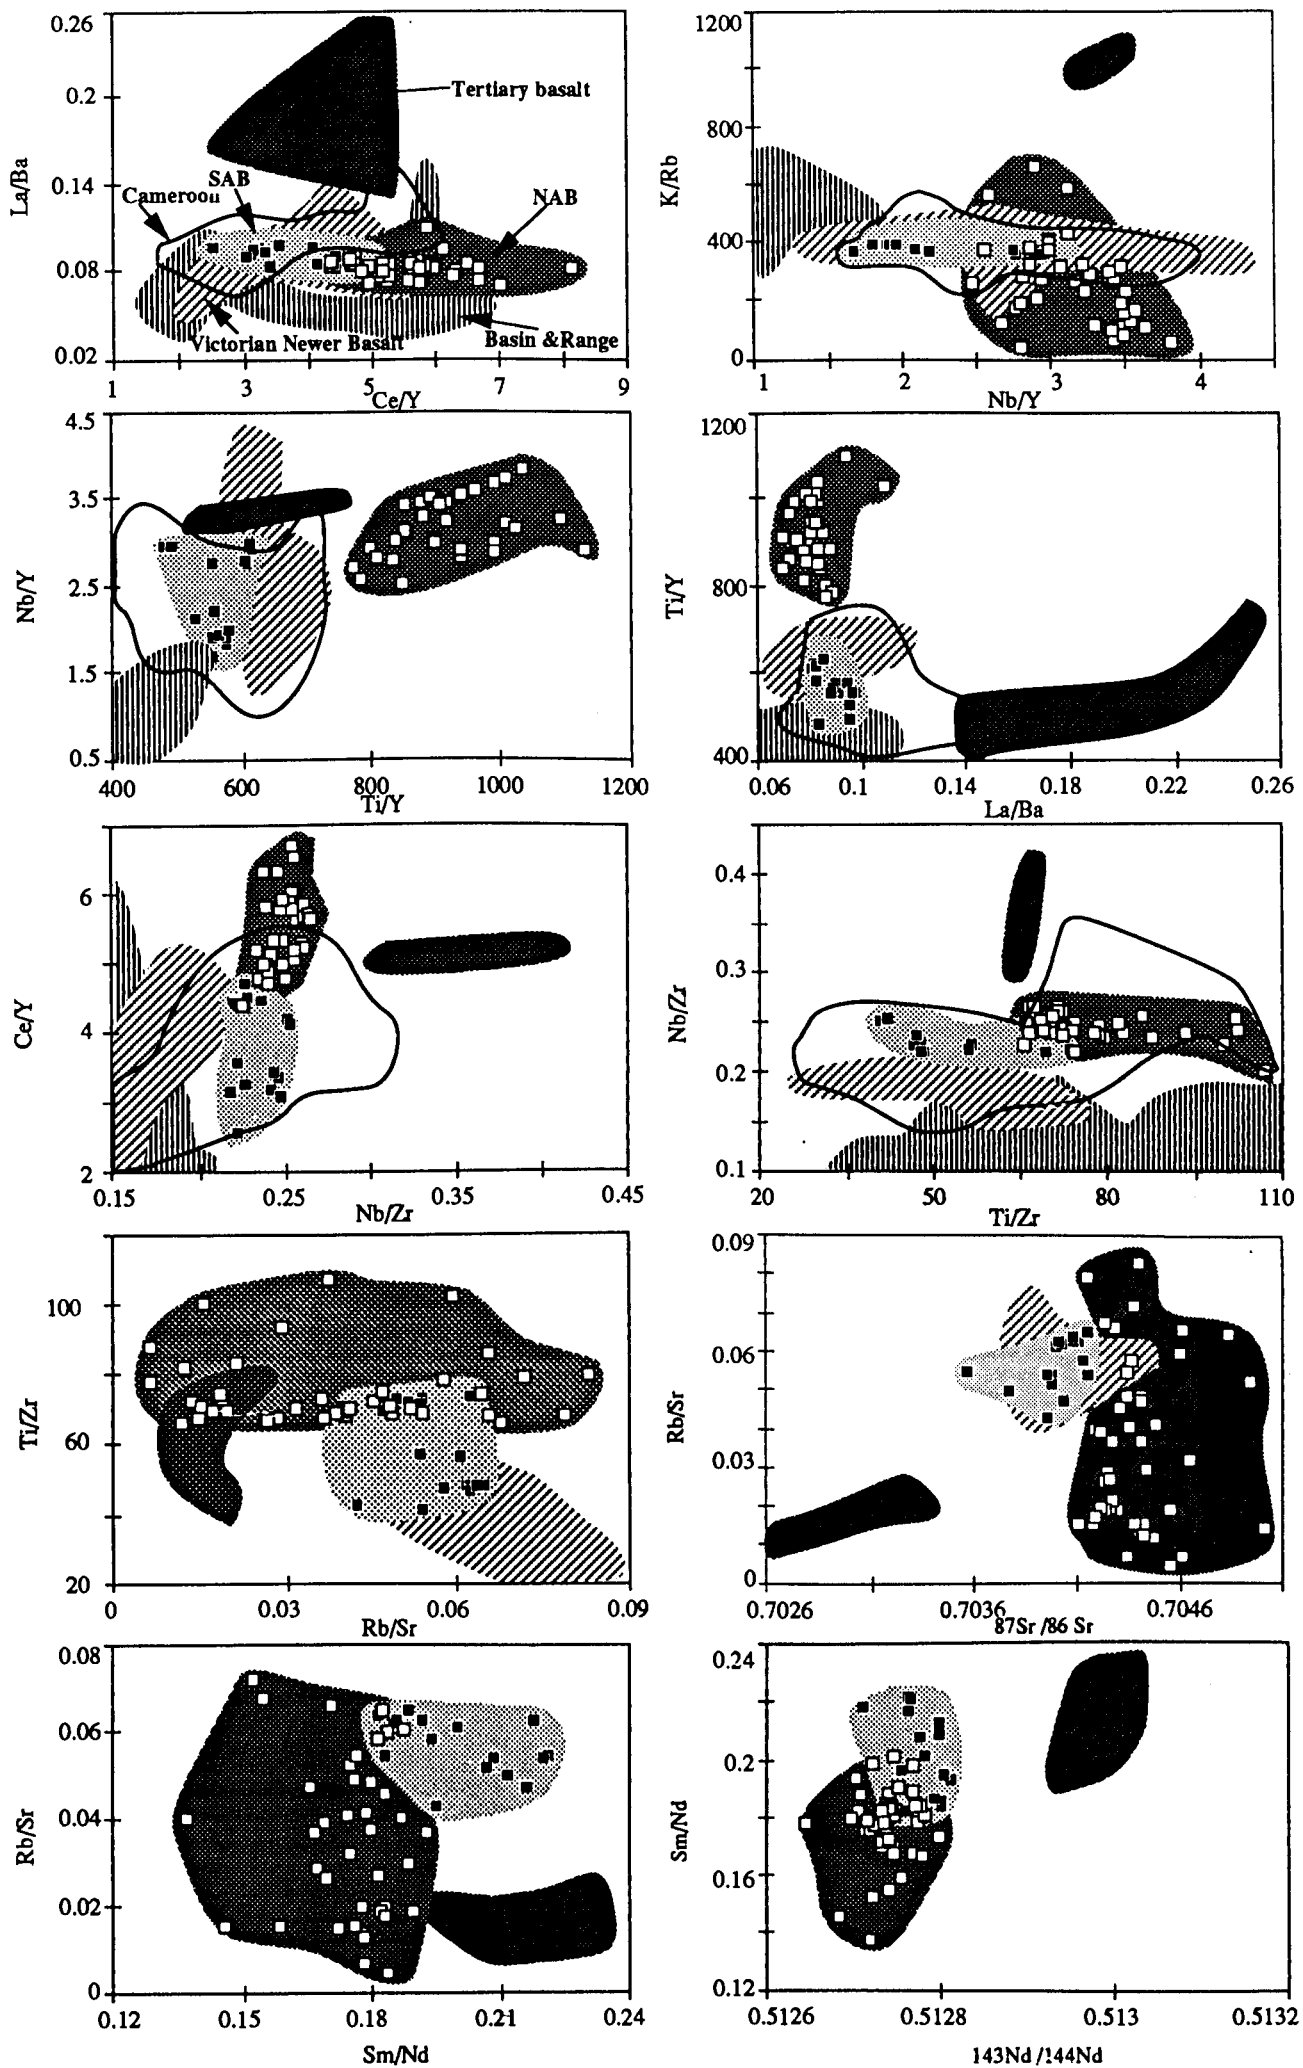 0.26
0.2
0.14
0.08
0.02
La/Ba
Tertiary basalt
SAB
Cameroon
NAB
Victorian Newer Basalt
Basin &Range
1 3 5 7 9
Ce/Y
1200
800
400
0
K/Rb
1 2 3 4
Nb/Y
4.5
3.5
2.5
1.5
0.5
Nb/Y
400 600 800 1000 1200
Ti/Y
1200
800
400
Ti/Y
0.06 0.1 0.14 0.18 0.22 0.26
La/Ba
6
4
2
Ce/Y
0.15 0.25 0.35 0.45
Nb/Zr
0.4
0.3
0.2
0.1
Nb/Zr
20 50 80 110
Ti/Zr
100
60
20
Ti/Zr
0 0.03 0.06 0.09
Rb/Sr
0.09
0.06
0.03
0
Rb/Sr
0.7026 0.7036 0.7046
87Sr/86 Sr
0.08
0.06
0.04
0.02
0
Rb/Sr
0.12 0.15 0.18 0.21 0.24
Sm/Nd
0.24
0.2
0.16
0.12
Sm/Nd
0.5126 0.5128 0.513 0.5132
143Nd/144Nd